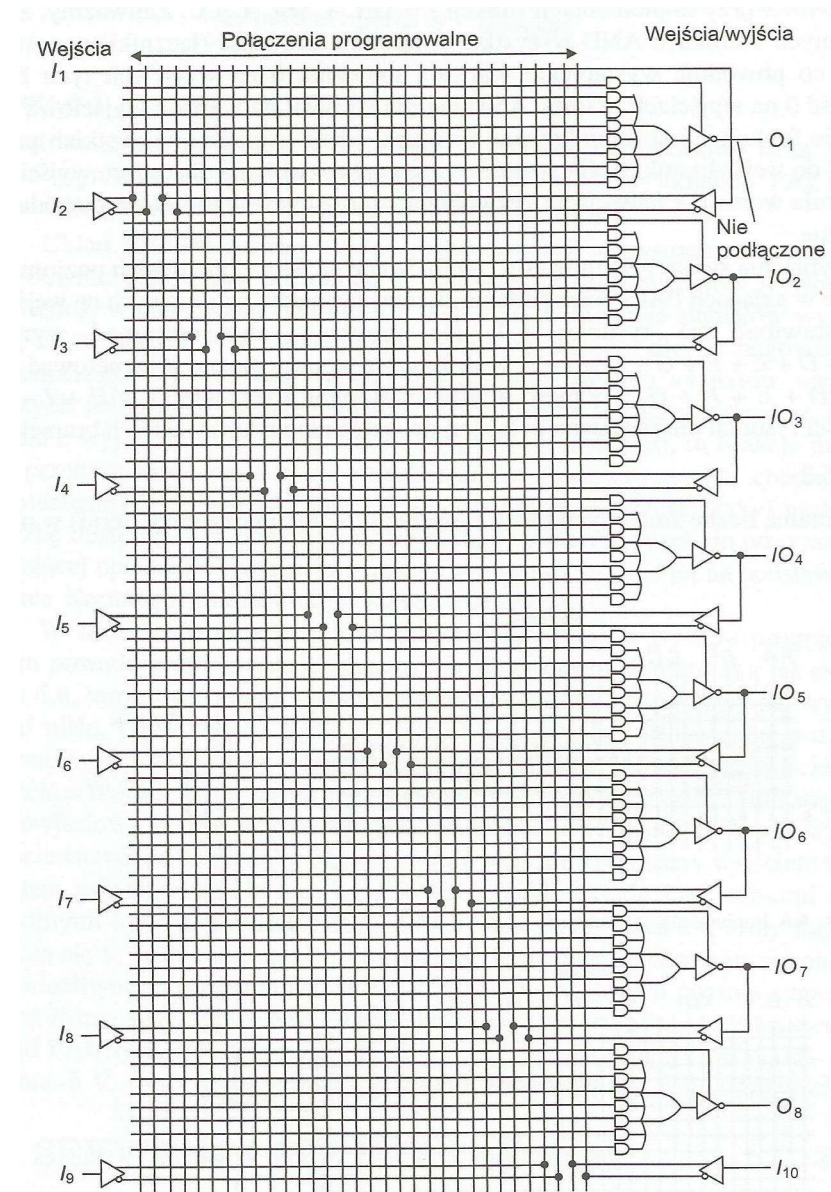 Wejścia
Połączenia programowalne
Wejścia/wyjścia
I1
O1
I2
Nie
podłączone
IO2
I3
IO3
I4
IO4
I5
IO5
I6
IO6
I7
IO7
I8
O8
I9
I10